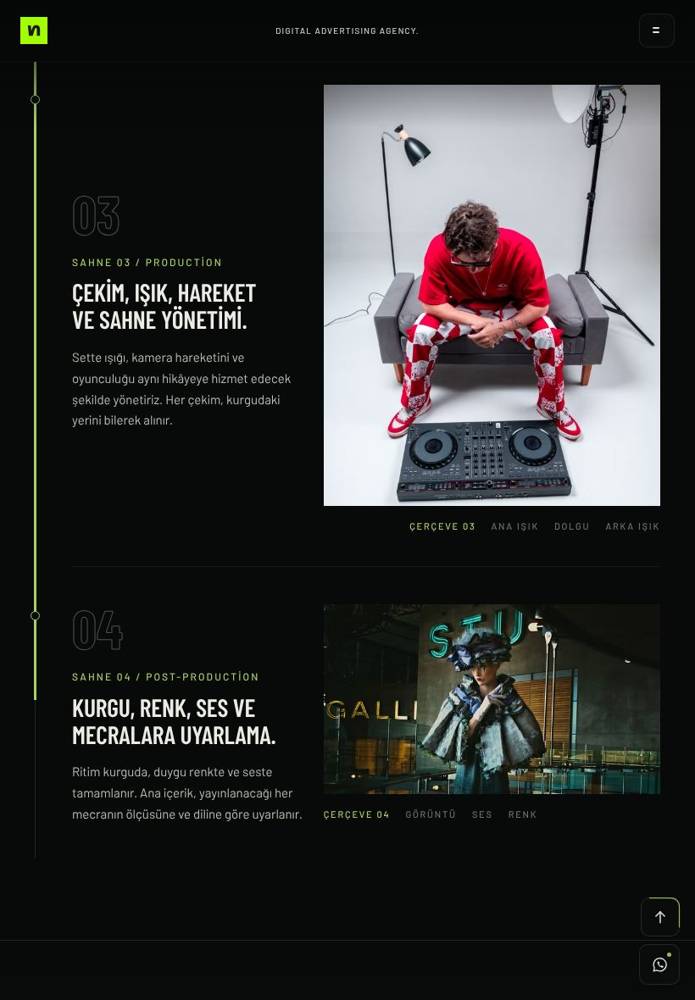 DIGITAL ADVERTISING AGENCY.
03
SAHNE 03 / PRODUCTİON
ÇEKİM, IŞIK, HAREKET
VE SAHNE YÖNETİMİ.
Sette ışığı, kamera hareketini ve
oyunculuğu aynı hikâyeye hizmet edecek
şekilde yönetiriz. Her çekim, kurgudaki
yerini bilerek alınır.
ÇERÇEVE 03 ANA IŞIK DOLGU ARKA IŞIK
04
SAHNE 04 / POST-PRODUCTİON
KURGU, RENK, SES VE
MECRALARA UYARLAMA.
Ritim kurguda, duygu renkte ve seste
tamamlanır. Ana içerik, yayınlanacağı her
mecranın ölçüsüne ve diline göre uyarlanır.
STU
GALLI
ÇERÇEVE 04 GÖRÜNTÜ SES RENK